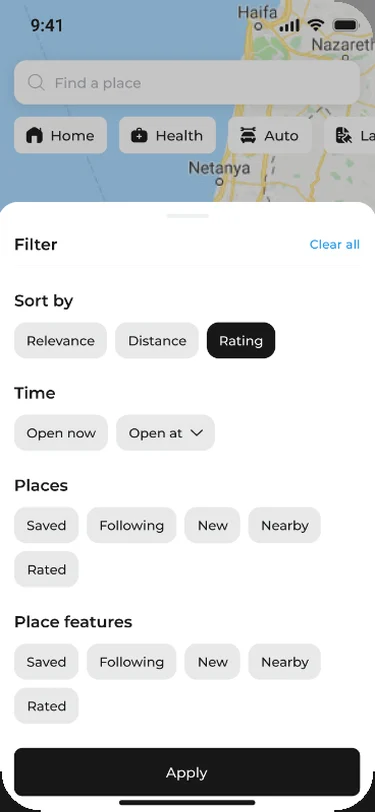 9:41
Haifa
Nazareth
Find a place
Home Health Auto La
Netanya
Filter Clear all
Sort by
Relevance Distance Rating
Time
Open now Open at
Places
Saved Following New Nearby
Rated
Place features
Saved Following New Nearby
Rated
Apply